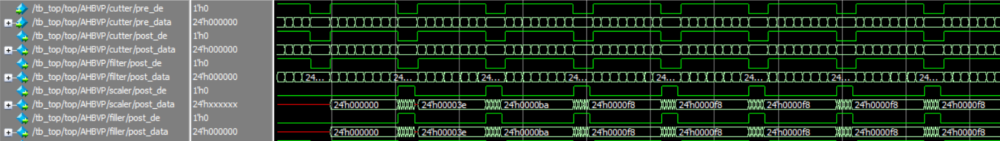 /tb_top/top/AHBVP/cutter/pre_de 1'h0
/tb_top/top/AHBVP/cutter/pre_data 24'h000000
/tb_top/top/AHBVP/cutter/post_de 1'h0
/tb_top/top/AHBVP/cutter/post_data 24'h000000
/tb_top/top/AHBVP/filter/post_de 1'h0
/tb_top/top/AHBVP/filter/post_data 24'h000000 24... 24... 24... 24... 24... 24... 24... 24...
/tb_top/top/AHBVP/scaler/post_de 1'h0
/tb_top/top/AHBVP/scaler/post_data 24'hxxxxxx 24'h000000 24'h00003e 24'h0000ba 24'h0000f8 24'h0000f8 24'h0000f8 24'h0000f8 24'h0000f8
/tb_top/top/AHBVP/filler/post_de 1'h0
/tb_top/top/AHBVP/filler/post_data 24'h000000 24'h000000 24'h00003e 24'h0000ba 24'h0000f8 24'h0000f8 24'h0000f8 24'h0000f8 24'h0000f8